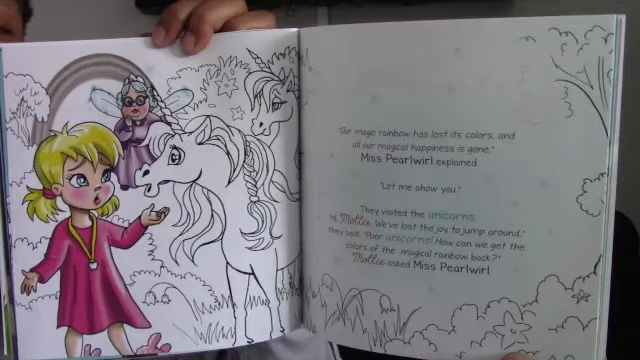 "Our magic rainbow has lost its colors, and
all our magical happiness is gone,"
Miss Pearlwirl explained.
"Let me show you."
They visited the unicorns.
"Hi Mollie. We've lost the joy to jump around,"
they said. "Poor unicorns! How can we get the
colors of the magical rainbow back?"
Mollie asked Miss Pearlwirl